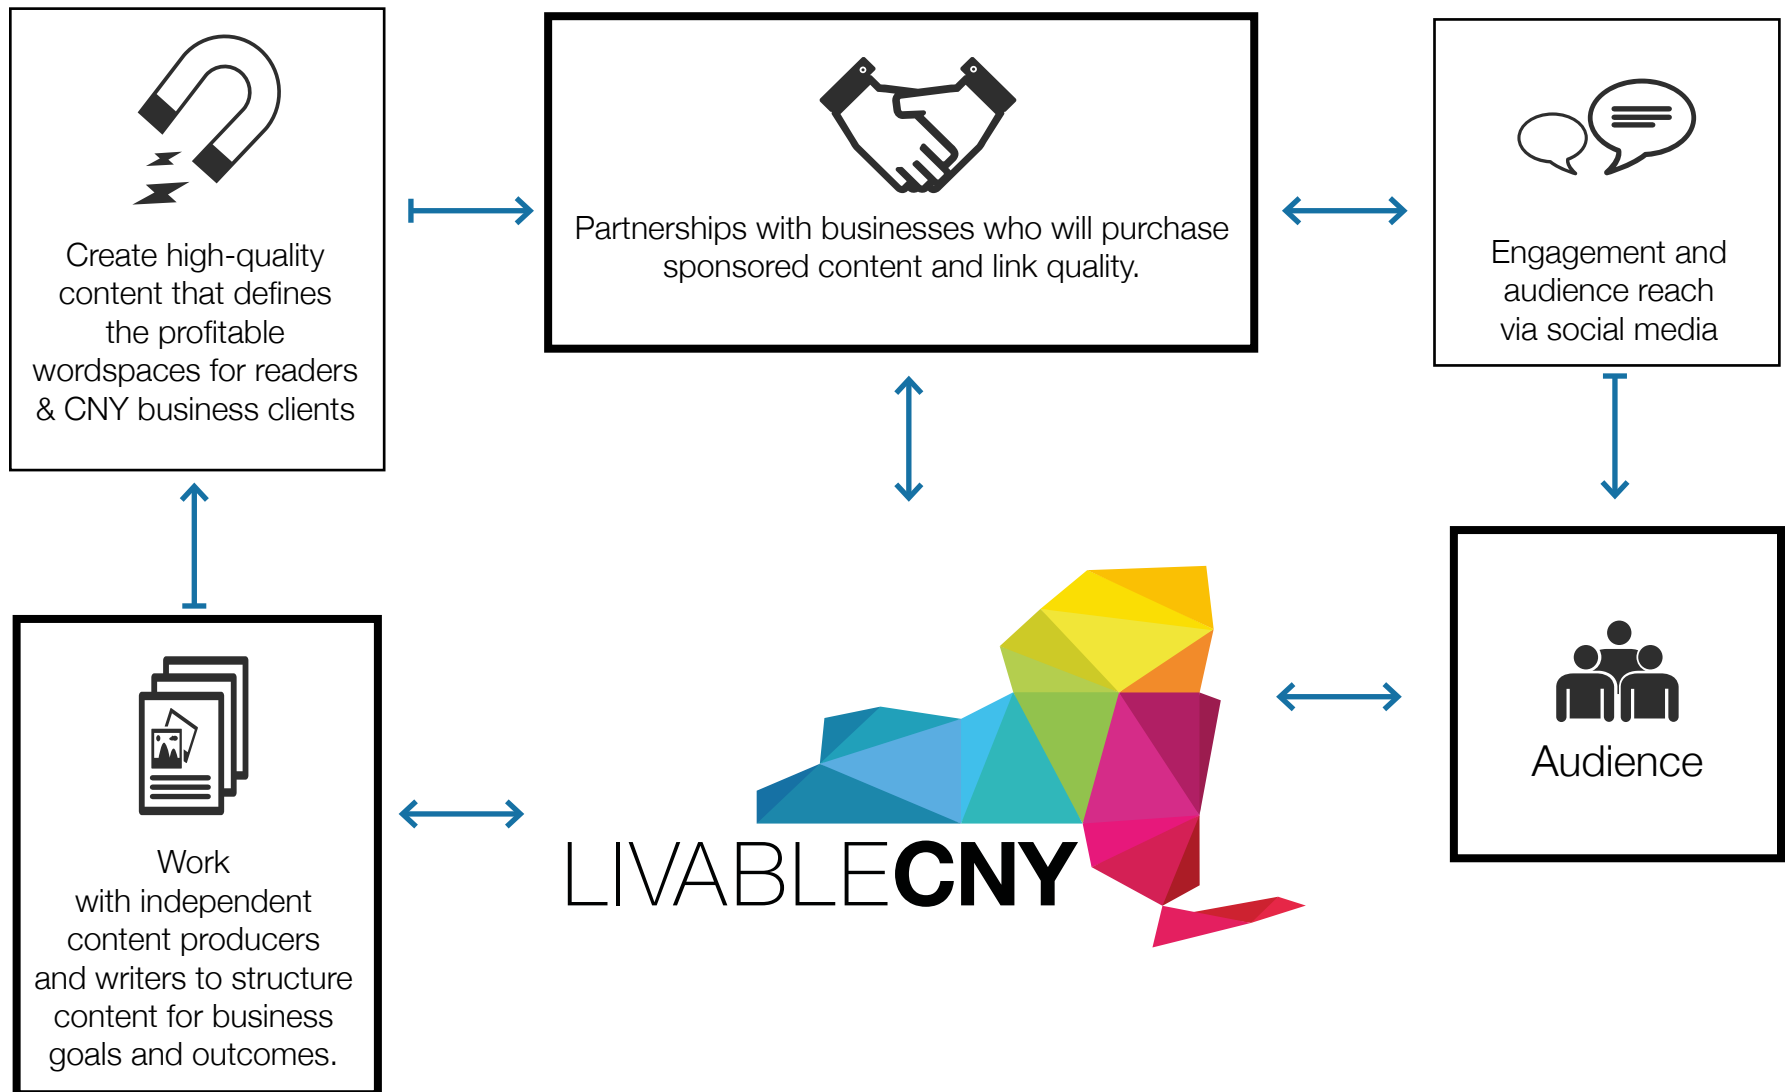 Create high-quality
content that defines
the profitable
wordspaces for readers
& CNY business clients
Partnerships with businesses who will purchase
sponsored content and link quality.
Engagement and
audience reach
via social media
Work
with independent
content producers
and writers to structure
content for business
goals and outcomes.
LIVABLECNY
Audience